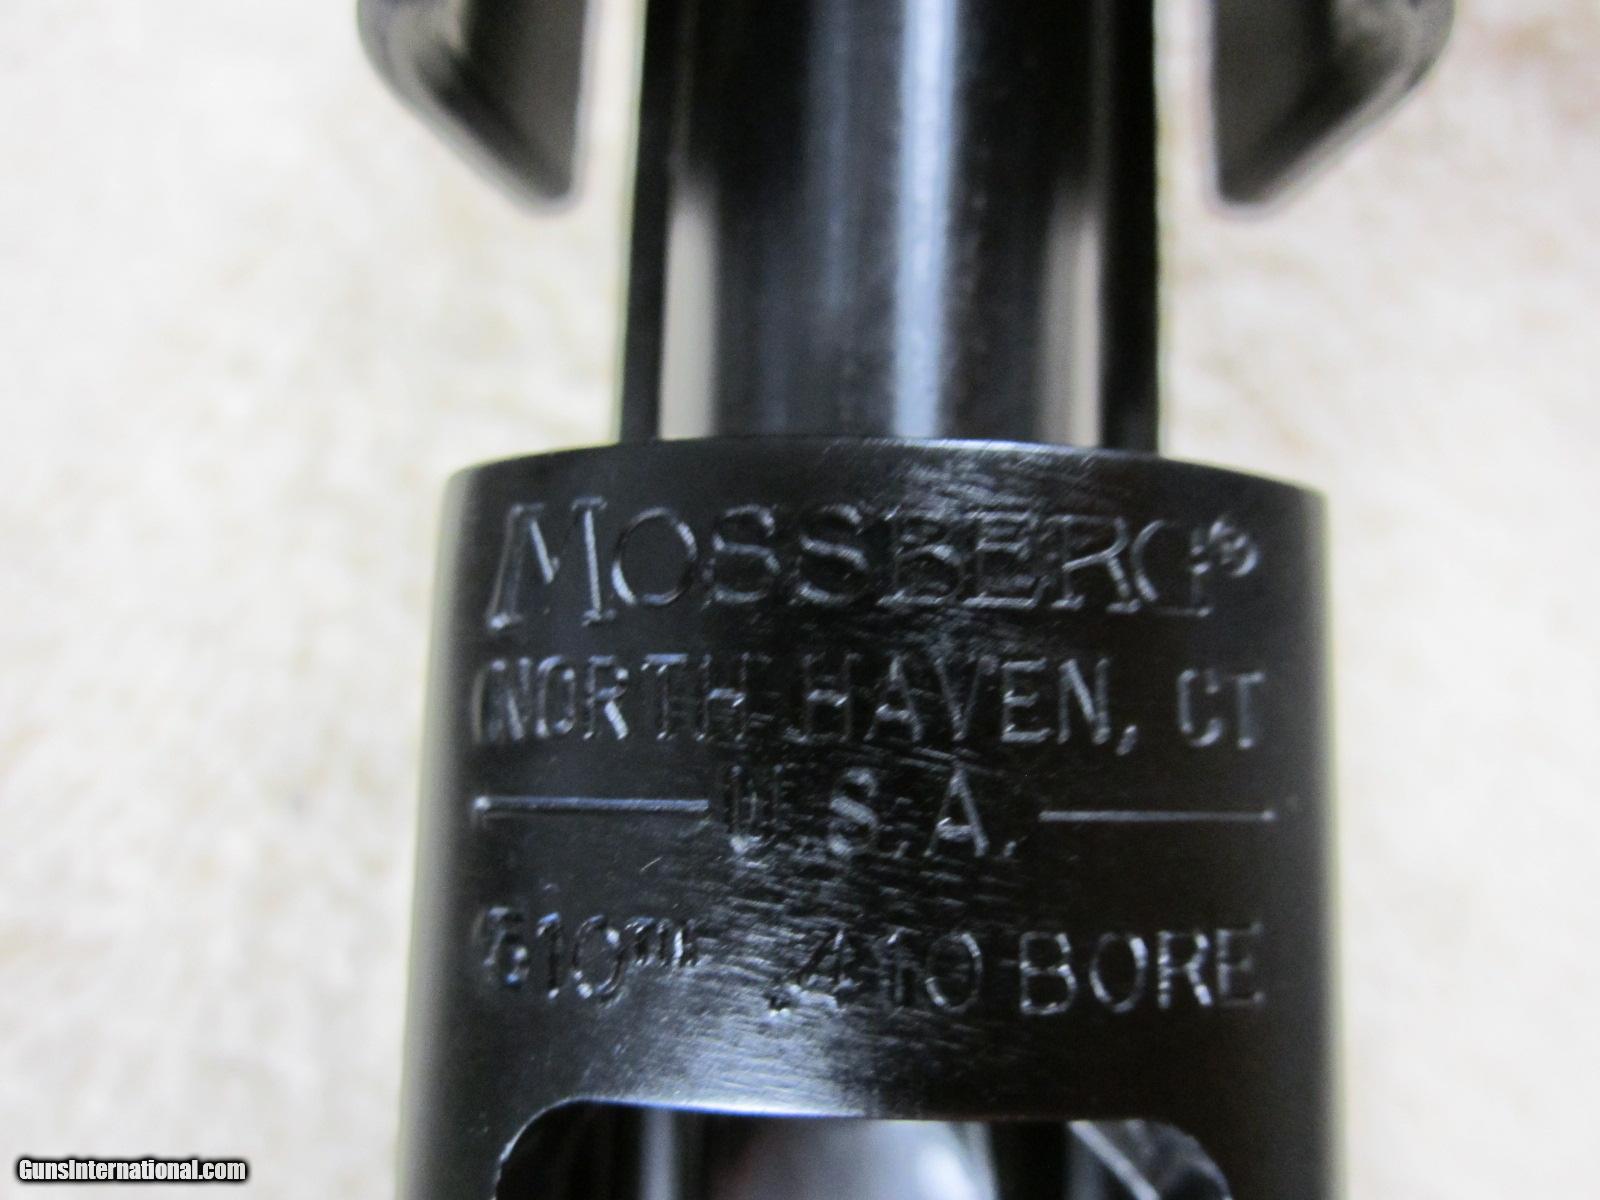 MOSSBERG®
NORTH HAVEN, CT
U.S.A.
510™ .410 BORE
GunsInternational.com